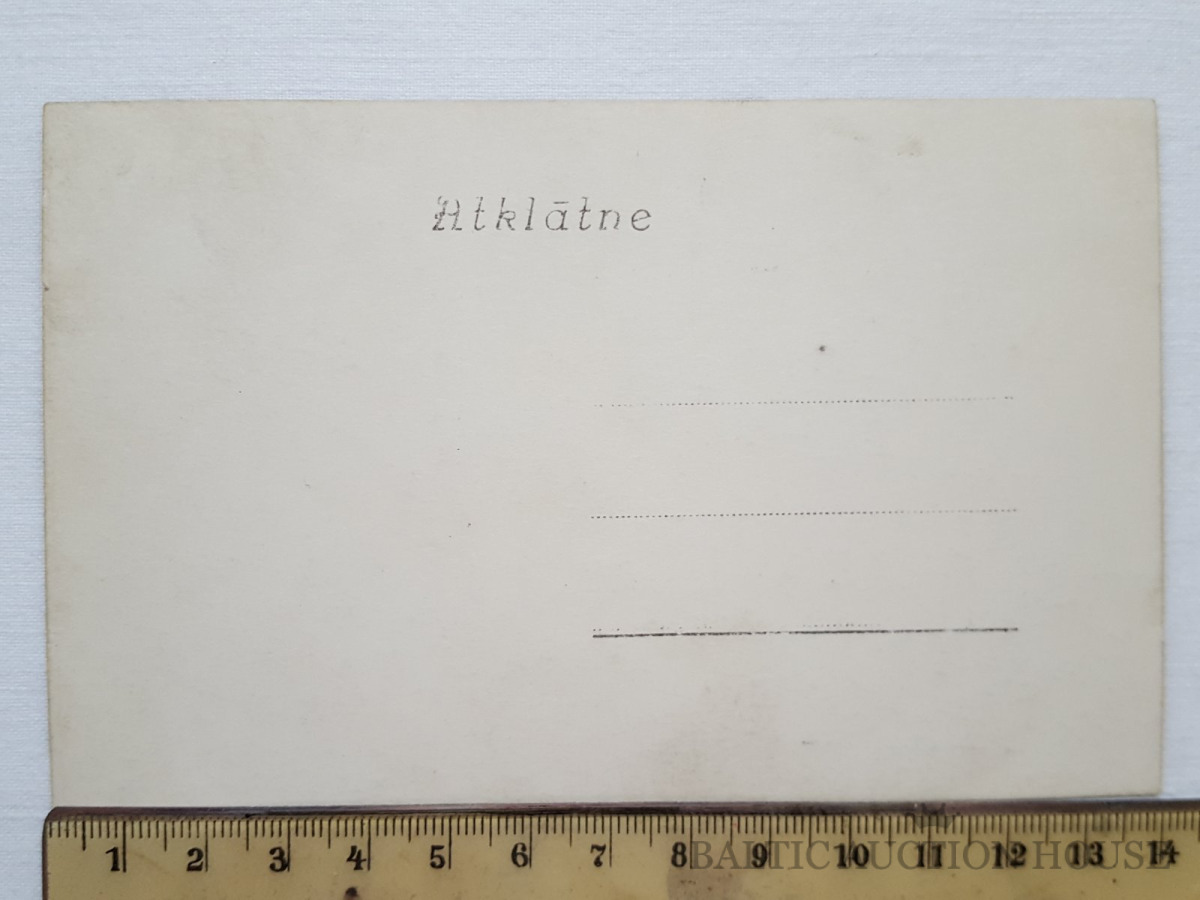 Atklātne
1 2 3 4 5 6 7 8 9 10 11 12 13 14
BALTIC AUCTION HOUSE